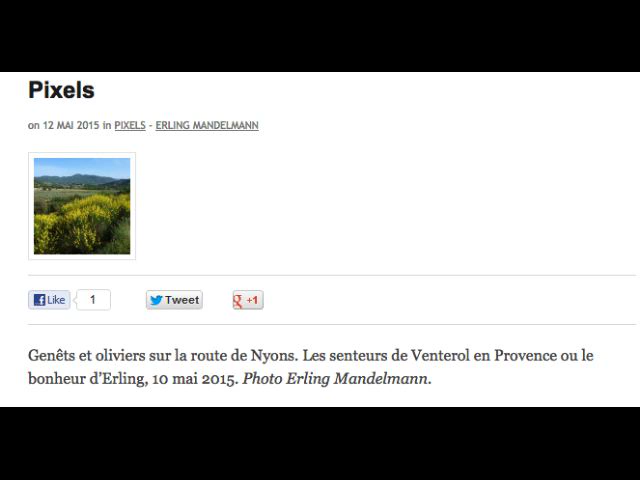 Pixels
on 12 MAI 2015 in PIXELS - ERLING MANDELMANN
Like 1 Tweet g +1
Genêts et oliviers sur la route de Nyons. Les senteurs de Venterol en Provence ou le
bonheur d'Erling, 10 mai 2015. Photo Erling Mandelmann.